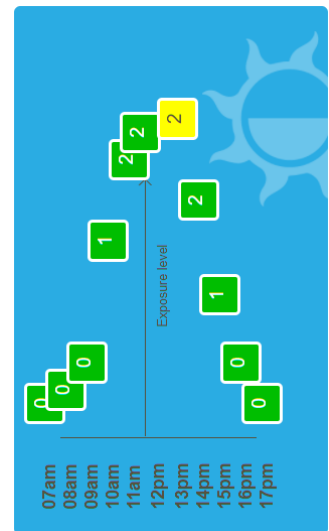 0
0
0
1
2
2
2
2
1
0
0
Exposure level
07am
08am
09am
10am
11am
12pm
13pm
14pm
15pm
16pm
17pm